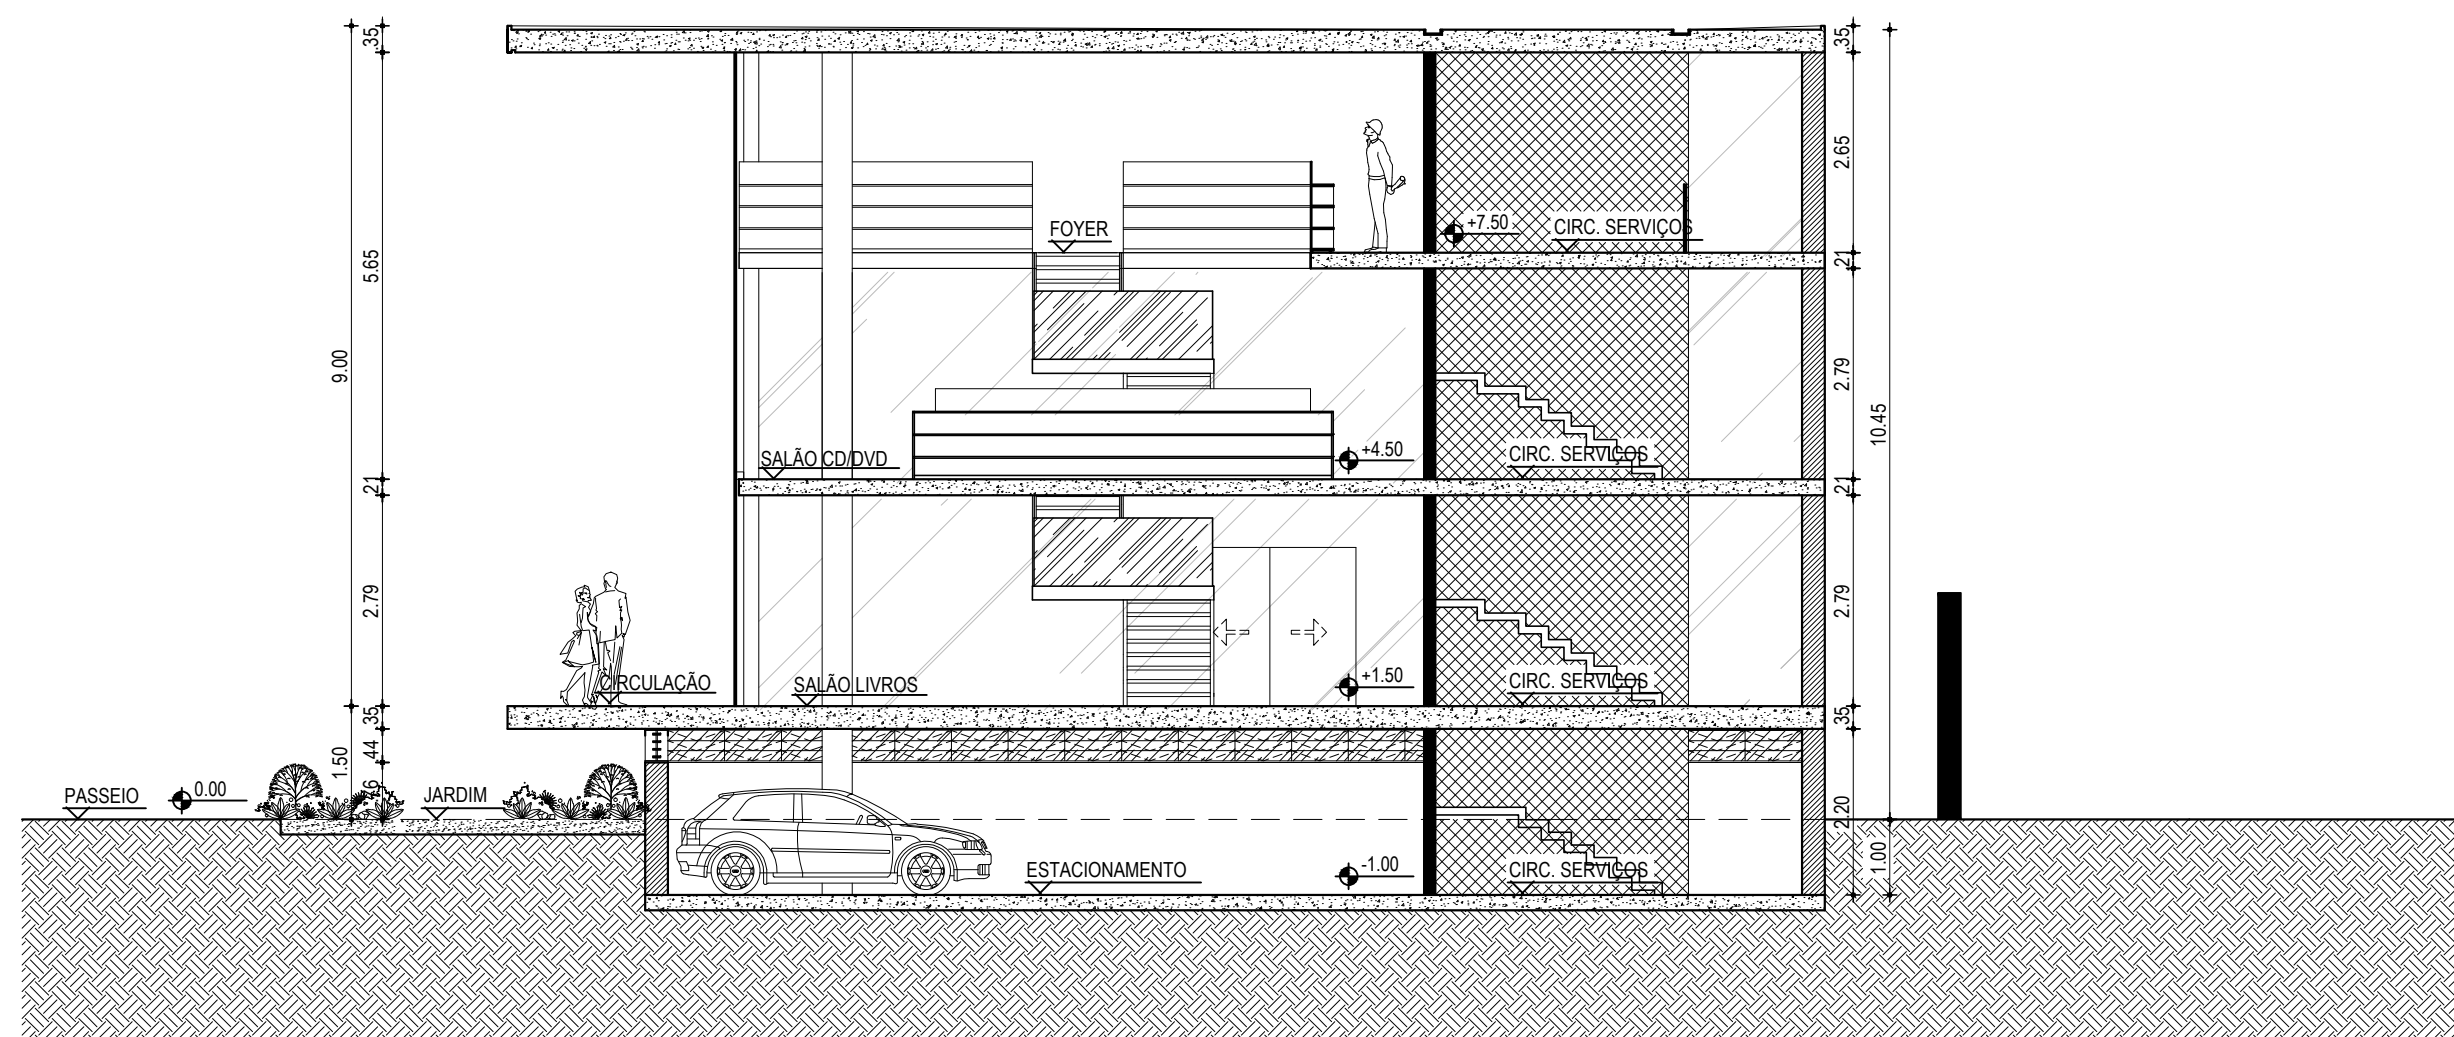 35
35
2.65
+7.50
CIRC. SERVIÇOS
FOYER
21
5.65
9.00
2.79
10.45
SALÃO CD/DVD
+4.50
CIRC. SERVIÇOS
21
21
2.79
2.79
CIRCULAÇÃO
SALÃO LIVROS
+1.50
CIRC. SERVIÇOS
35
35
44
1.50
PASSEIO
0.00
JARDIM
2.20
1.00
ESTACIONAMENTO
-1.00
CIRC. SERVIÇOS